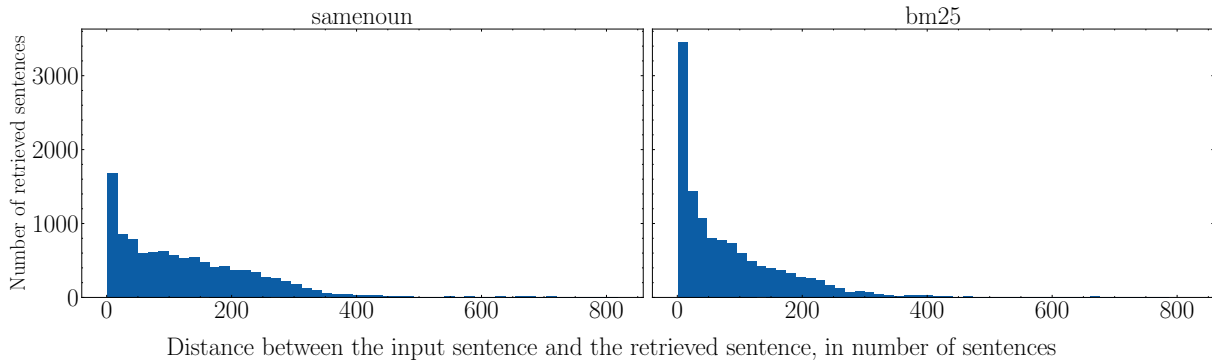 samenoun
bm25
Number of retrieved sentences
3000
2000
1000
0
0 200 400 600 800
0 200 400 600 800
Distance between the input sentence and the retrieved sentence, in number of sentences